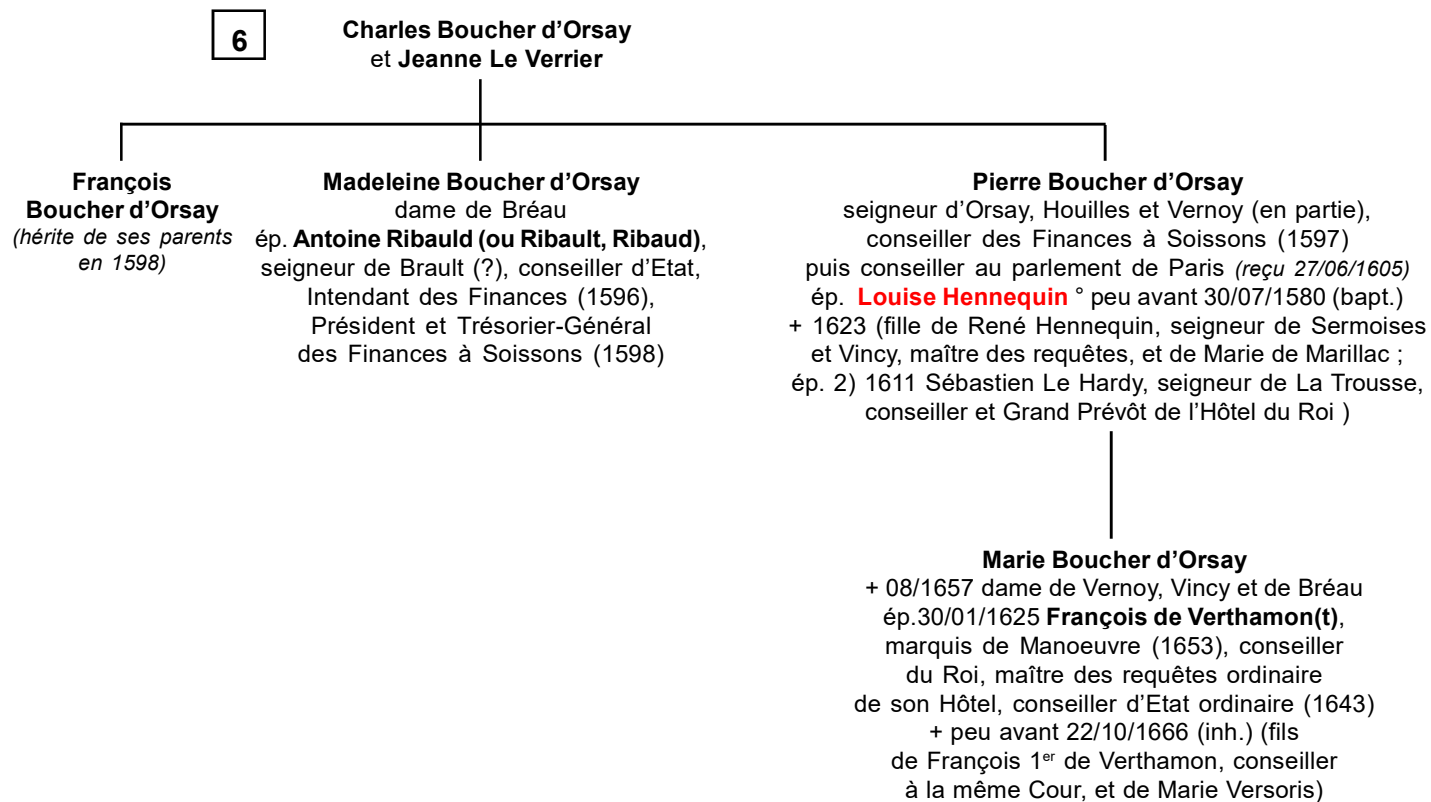 6
Charles Boucher d’Orsay
et Jeanne Le Verrier
François
Boucher d’Orsay
(hérite de ses parents
en 1598)
Madeleine Boucher d’Orsay
dame de Bréau
ép. Antoine Ribauld (ou Ribault, Ribaud),
seigneur de Brault (?), conseiller d’Etat,
Intendant des Finances (1596),
Président et Trésorier-Général
des Finances à Soissons (1598)
Pierre Boucher d’Orsay
seigneur d’Orsay, Houilles et Vernoy (en partie),
conseiller des Finances à Soissons (1597)
puis conseiller au parlement de Paris (reçu 27/06/1605)
ép. Louise Hennequin ° peu avant 30/07/1580 (bapt.)
+ 1623 (fille de René Hennequin, seigneur de Sermoises
et Vincy, maître des requêtes, et de Marie de Marillac ;
ép. 2) 1611 Sébastien Le Hardy, seigneur de La Trousse,
conseiller et Grand Prévôt de l’Hôtel du Roi )
Marie Boucher d’Orsay
+ 08/1657 dame de Vernoy, Vincy et de Bréau
ép.30/01/1625 François de Verthamon(t),
marquis de Manoeuvre (1653), conseiller
du Roi, maître des requêtes ordinaire
de son Hôtel, conseiller d’Etat ordinaire (1643)
+ peu avant 22/10/1666 (inh.) (fils
de François 1er de Verthamon, conseiller
à la même Cour, et de Marie Versoris)